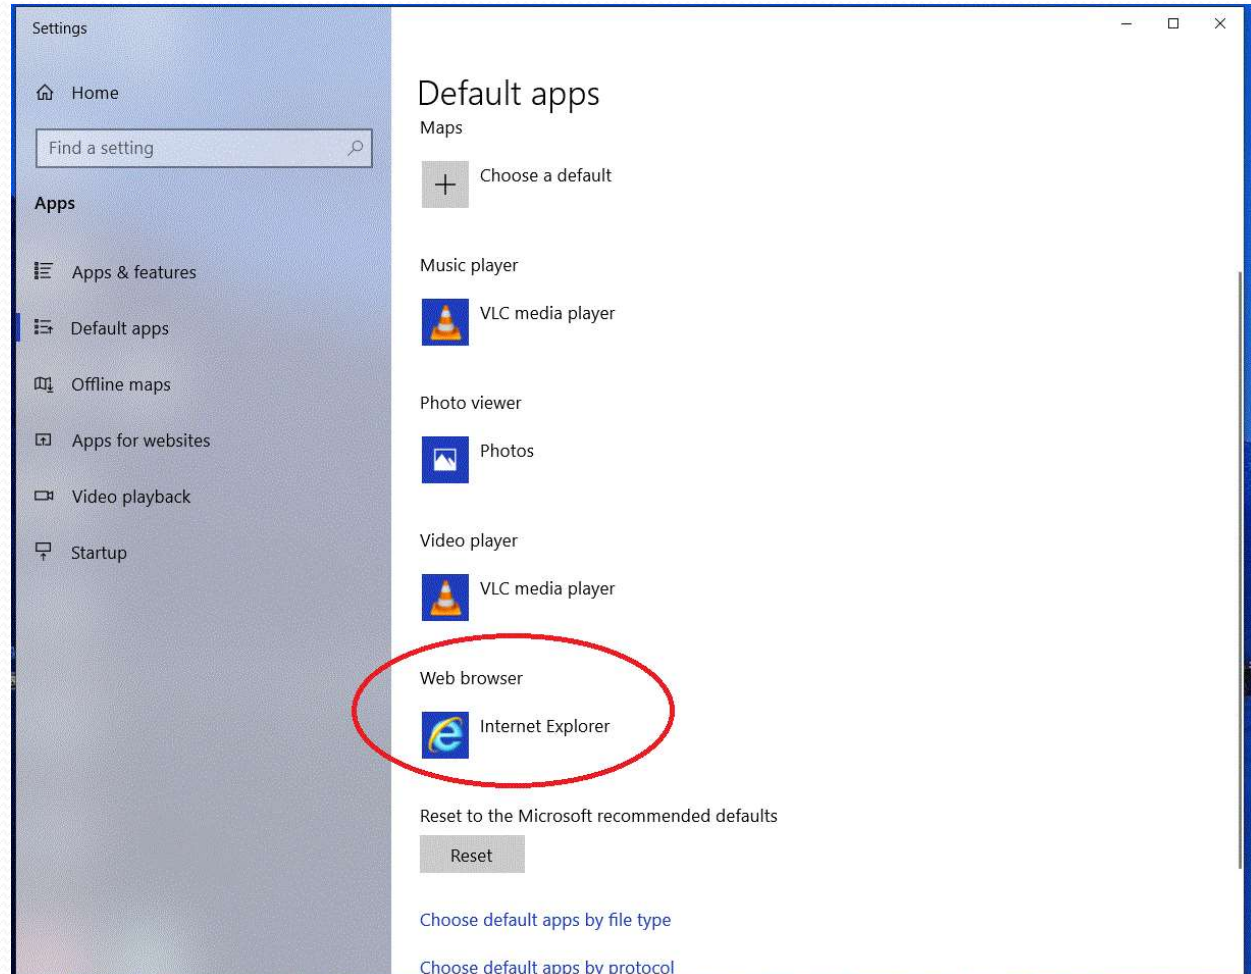 Settings
Home
Find a setting
Apps
Apps & features
Default apps
Offline maps
Apps for websites
Video playback
Startup
Default apps
Maps
Choose a default
Music player
VLC media player
Photo viewer
Photos
Video player
VLC media player
Web browser
Internet Explorer
Reset to the Microsoft recommended defaults
Reset
Choose default apps by file type
Choose default apps by protocol